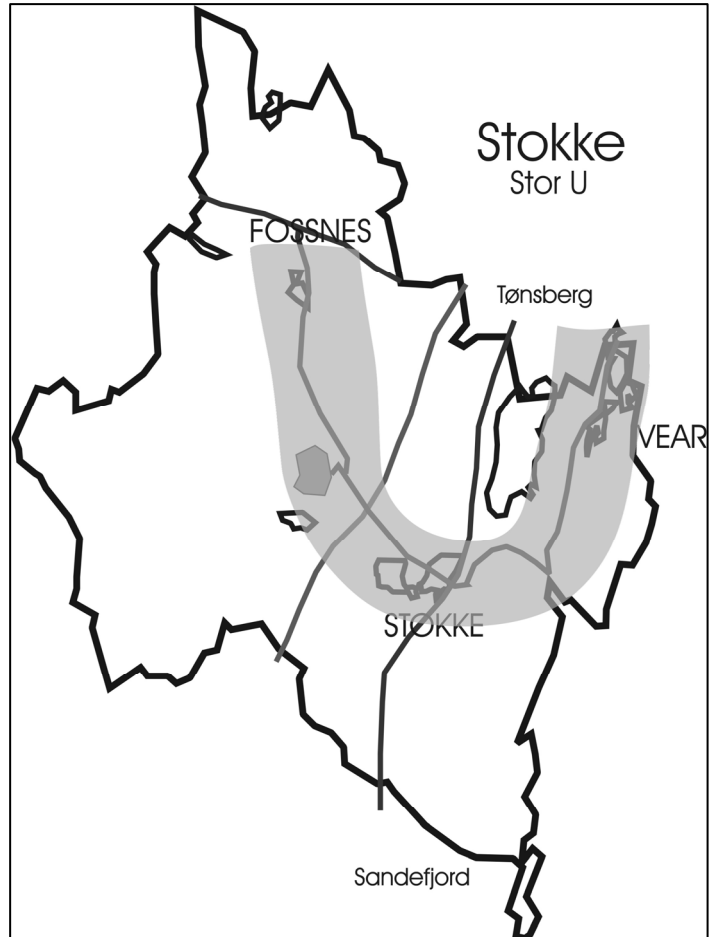 Stokke
Stor U
FOSSNES
Tønsberg
VEAR
STOKKE
Sandefjord